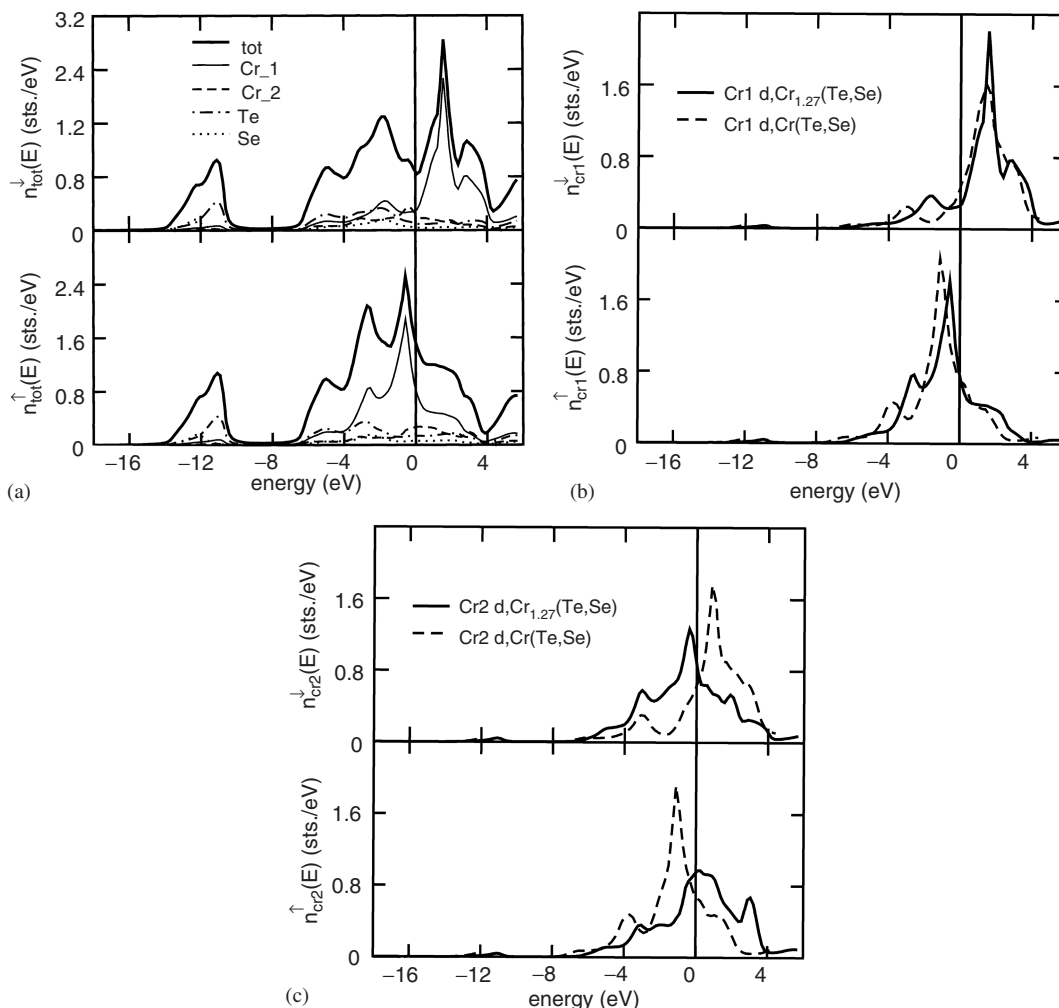 3.2
2.4
1.2
0.8
0
n↓tot(E) (sts./eV)
tot
Cr_1
Cr_2
Te
Se
2.4
1.6
0.8
0
n↑tot(E) (sts./eV)
−16 −12 −8 −4 0 4
energy (eV)
(a)
1.6
0.8
0
n↓cr1(E) (sts./eV)
Cr1 d,Cr1.27(Te,Se)
Cr1 d,Cr(Te,Se)
1.6
0.8
0
n↑cr1(E) (sts./eV)
−16 −12 −8 −4 0 4
energy (eV)
(b)
1.6
0.8
0
n↓cr2(E) (sts./eV)
Cr2 d,Cr1.27(Te,Se)
Cr2 d,Cr(Te,Se)
1.6
0.8
0
n↑cr2(E) (sts./eV)
−16 −12 −8 −4 0 4
energy (eV)
(c)